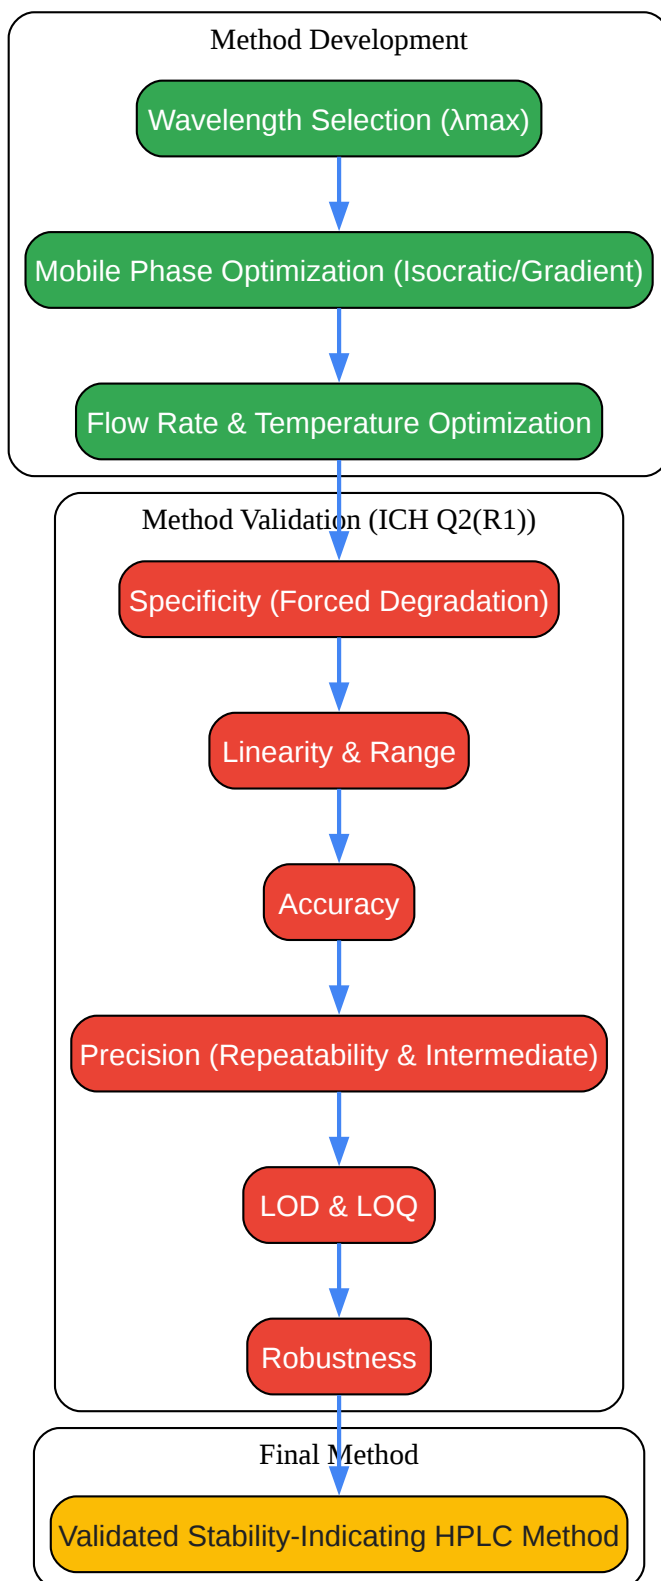 Method Development
Wavelength Selection (λmax)
Mobile Phase Optimization (Isocratic/Gradient)
Flow Rate & Temperature Optimization
Method Validation (ICH Q2(R1))
Specificity (Forced Degradation)
Linearity & Range
Accuracy
Precision (Repeatability & Intermediate)
LOD & LOQ
Robustness
Final Method
Validated Stability-Indicating HPLC Method